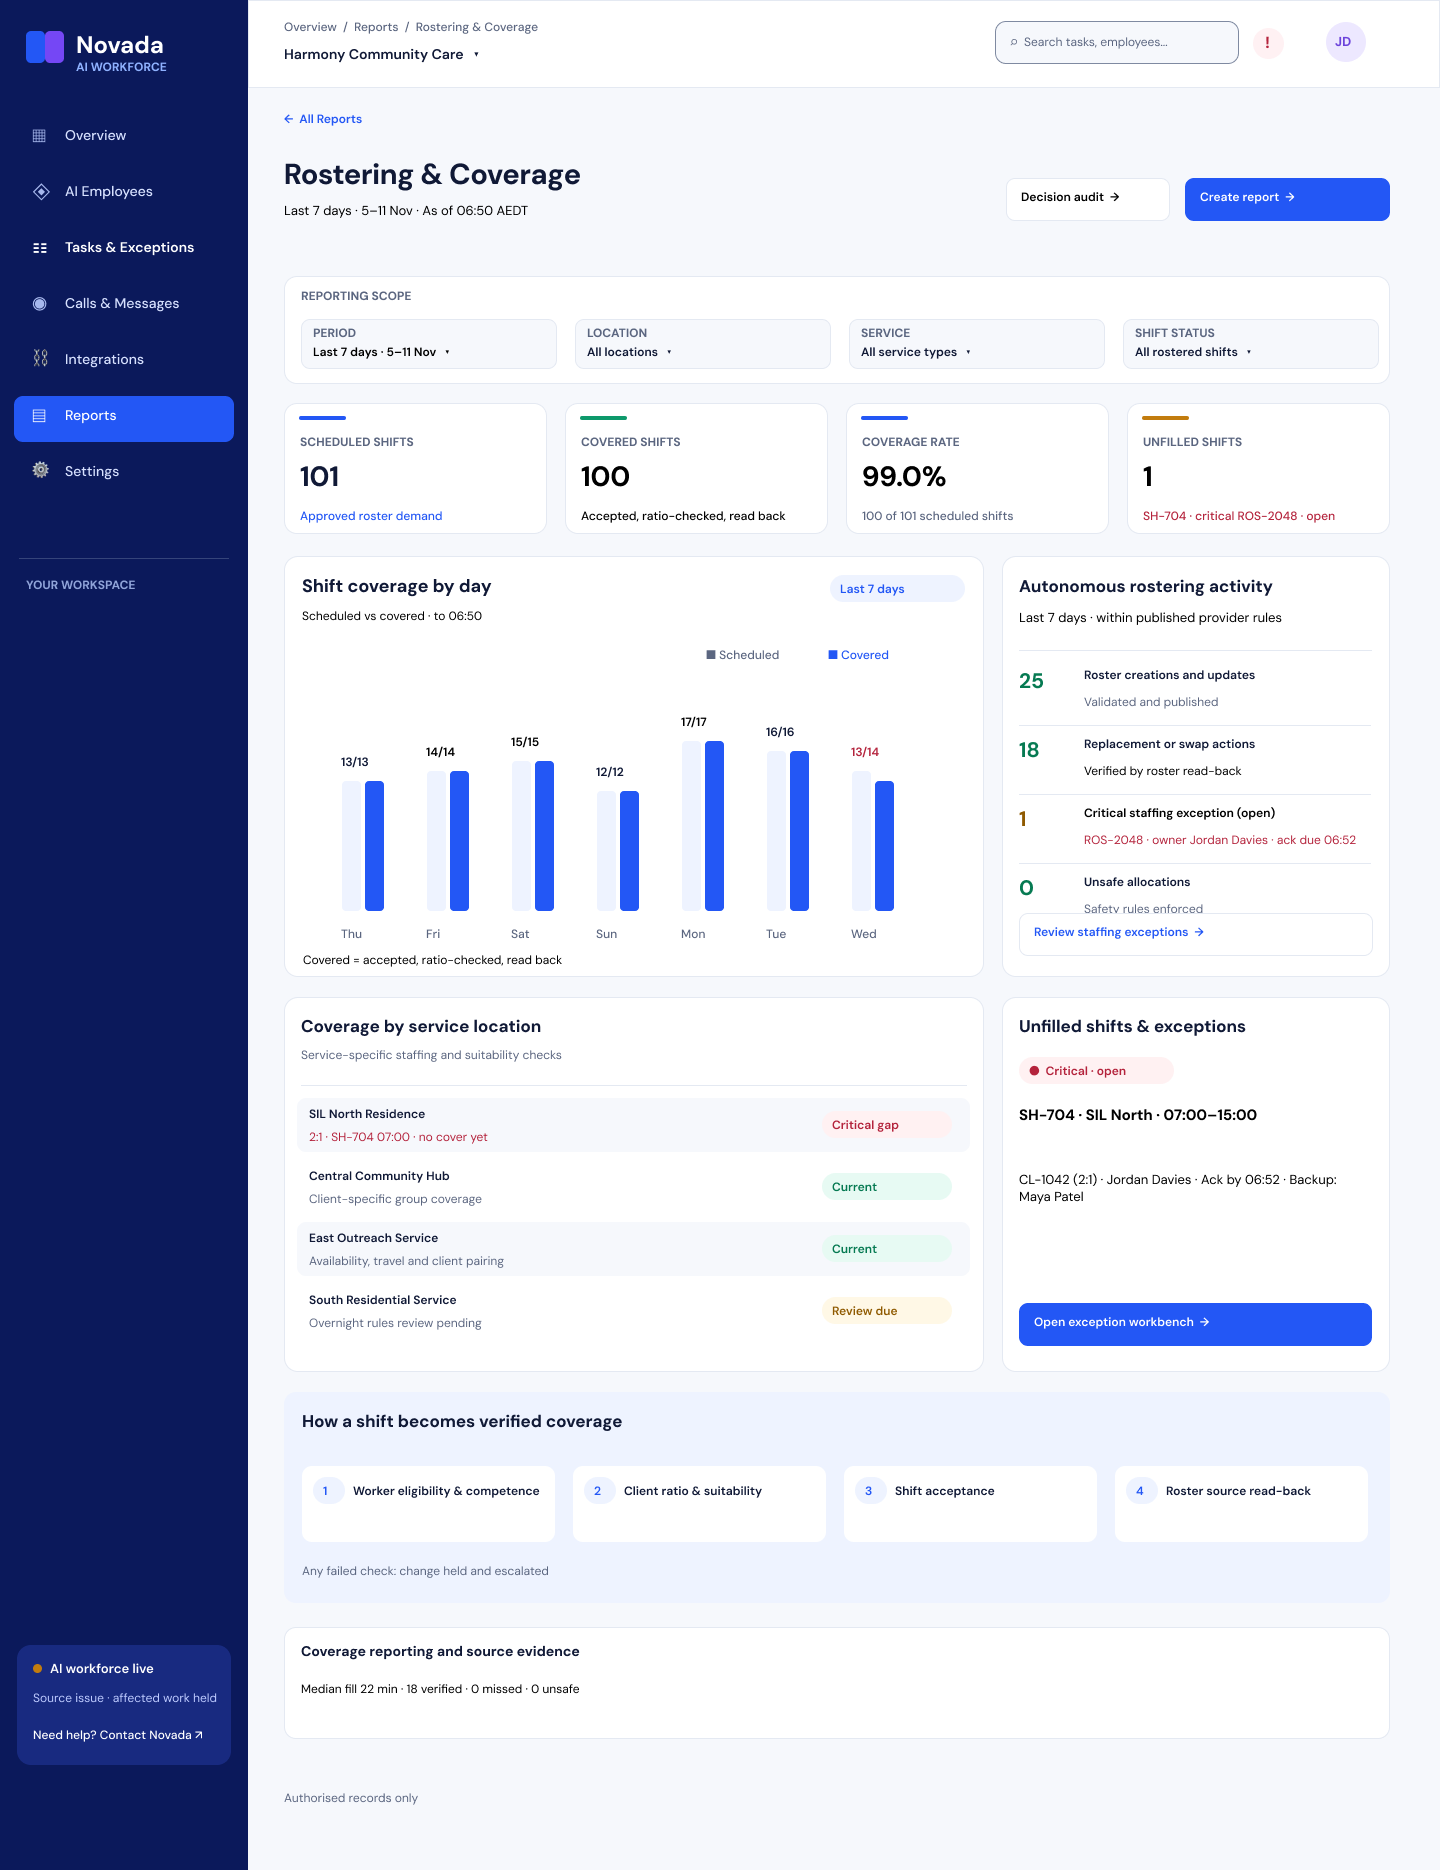 Novada
AI WORKFORCE
Overview
AI Employees
Tasks & Exceptions
Calls & Messages
Integrations
Reports
Settings
YOUR WORKSPACE
AI workforce live
Source issue · affected work held
Need help? Contact Novada ↗
Overview / Reports / Rostering & Coverage
Harmony Community Care ▾
Search tasks, employees...
!
JD
← All Reports
Rostering & Coverage
Last 7 days · 5–11 Nov · As of 06:50 AEDT
Decision audit →
Create report →
REPORTING SCOPE
PERIOD
Last 7 days · 5–11 Nov ▾
LOCATION
All locations ▾
SERVICE
All service types ▾
SHIFT STATUS
All rostered shifts ▾
SCHEDULED SHIFTS
101
Approved roster demand
COVERED SHIFTS
100
Accepted, ratio-checked, read back
COVERAGE RATE
99.0%
100 of 101 scheduled shifts
UNFILLED SHIFTS
1
SH-704 · critical ROS-2048 · open
Shift coverage by day
Last 7 days
Scheduled vs covered · to 06:50
■ Scheduled
■ Covered
13/13
14/14
15/15
12/12
17/17
16/16
13/14
Thu
Fri
Sat
Sun
Mon
Tue
Wed
Covered = accepted, ratio-checked, read back
Autonomous rostering activity
Last 7 days · within published provider rules
25
Roster creations and updates
Validated and published
18
Replacement or swap actions
Verified by roster read-back
1
Critical staffing exception (open)
ROS-2048 · owner Jordan Davies · ack due 06:52
0
Unsafe allocations
Safety rules enforced
Review staffing exceptions →
Coverage by service location
Service-specific staffing and suitability checks
SIL North Residence
2:1 · SH-704 07:00 · no cover yet
Critical gap
Central Community Hub
Client-specific group coverage
Current
East Outreach Service
Availability, travel and client pairing
Current
South Residential Service
Overnight rules review pending
Review due
Unfilled shifts & exceptions
● Critical · open
SH-704 · SIL North · 07:00–15:00
CL-1042 (2:1) · Jordan Davies · Ack by 06:52 · Backup:
Maya Patel
Open exception workbench →
How a shift becomes verified coverage
1 Worker eligibility & competence
2 Client ratio & suitability
3 Shift acceptance
4 Roster source read-back
Any failed check: change held and escalated
Coverage reporting and source evidence
Median fill 22 min · 18 verified · 0 missed · 0 unsafe
Authorised records only